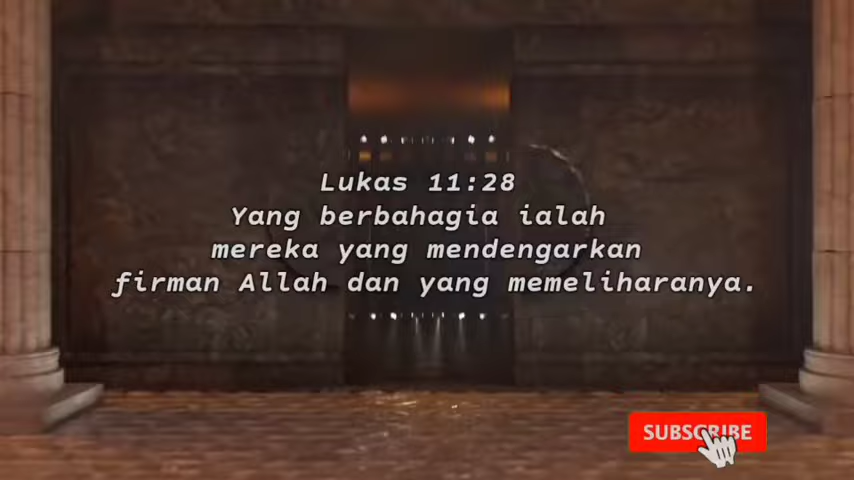 Lukas 11:28
Yang berbahagia ialah
mereka yang mendengarkan
firman Allah dan yang memeliharanya.
SUBSCRIBE